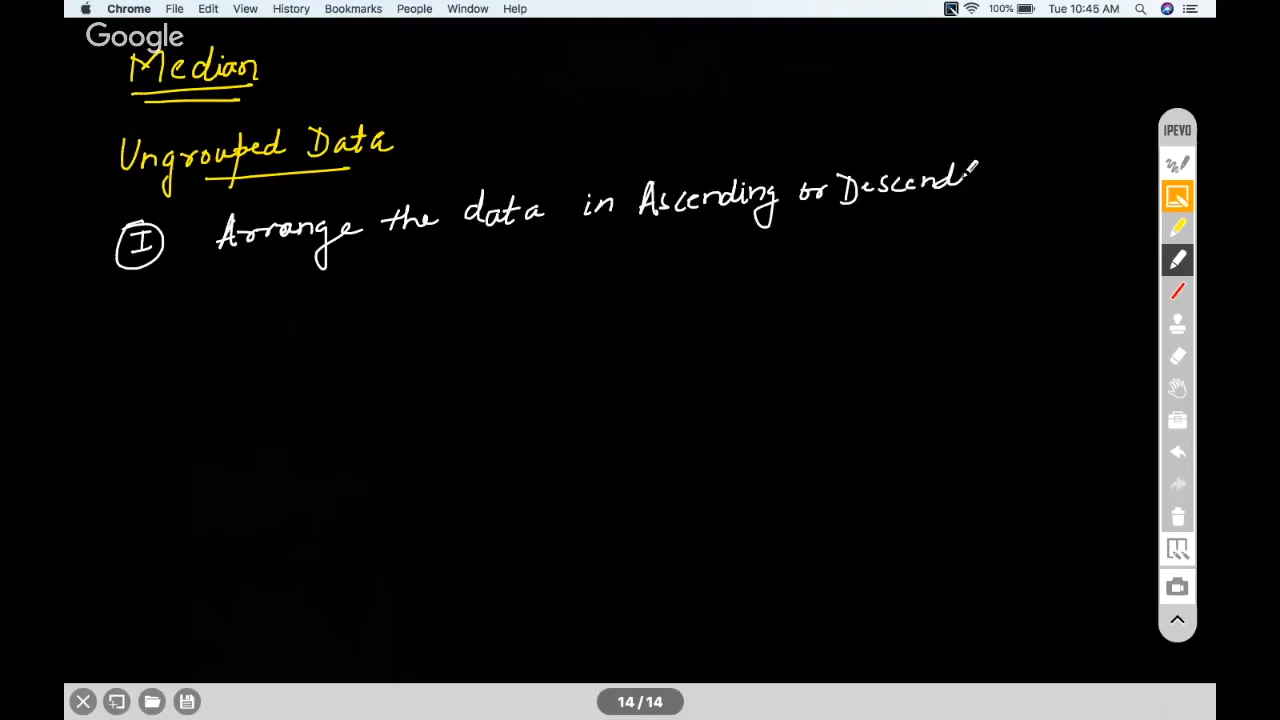 Chrome File Edit View History Bookmarks People Window Help 100% Tue 10:45 AM
Google
Median
Ungrouped Data
IPEVO
I Arrange the data in Ascending or Descend
14/14